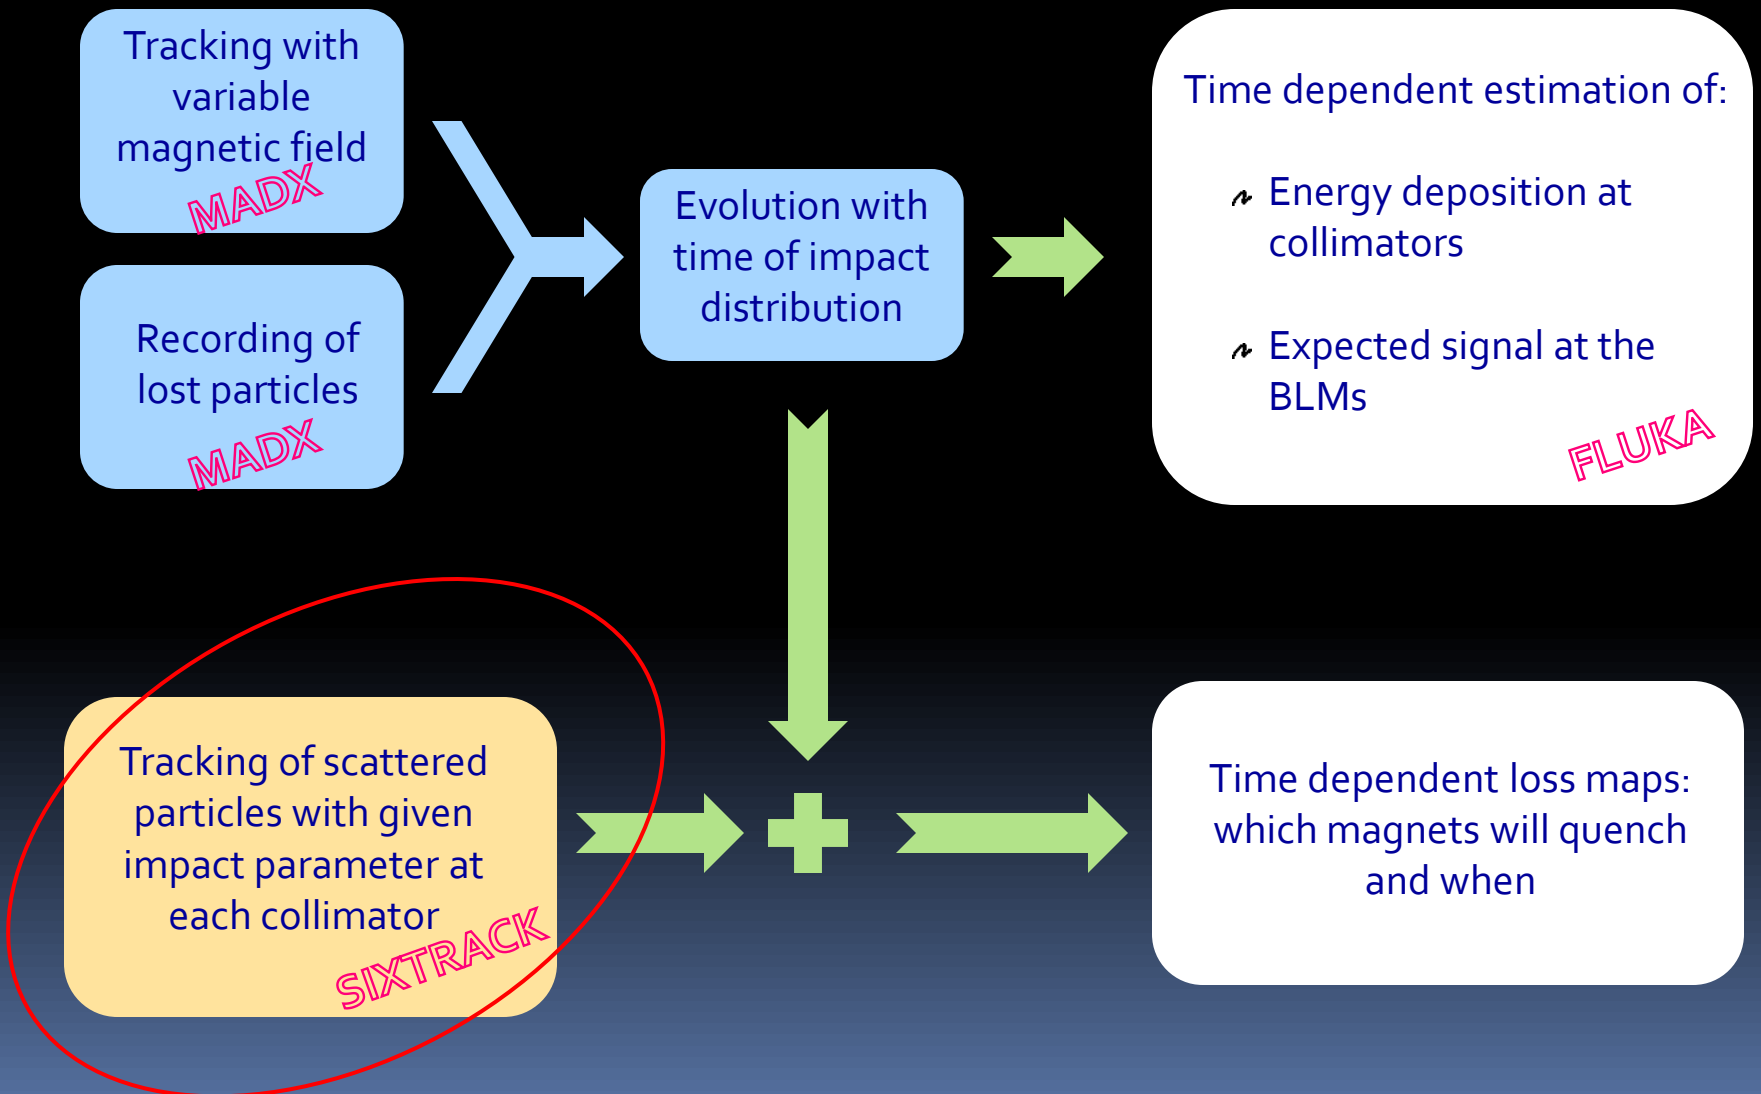 Tracking with
variable
magnetic field
MADX
Recording of
lost particles
MADX
Evolution with
time of impact
distribution
Time dependent estimation of:
Energy deposition at
collimators
Expected signal at the
BLMs
FLUKA
Tracking of scattered
particles with given
impact parameter at
each collimator
SIXTRACK
Time dependent loss maps:
which magnets will quench
and when